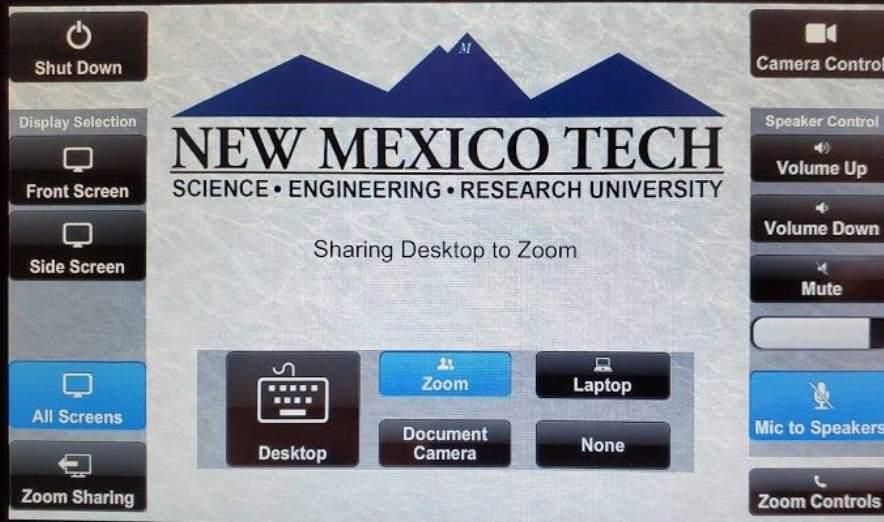 Shut Down
Display Selection
Front Screen
Side Screen
All Screens
Zoom Sharing
M
NEW MEXICO TECH
SCIENCE • ENGINEERING • RESEARCH UNIVERSITY
Sharing Desktop to Zoom
Desktop
Zoom
Laptop
Document
Camera
None
Camera Control
Speaker Control
Volume Up
Volume Down
Mute
Mic to Speakers
Zoom Controls